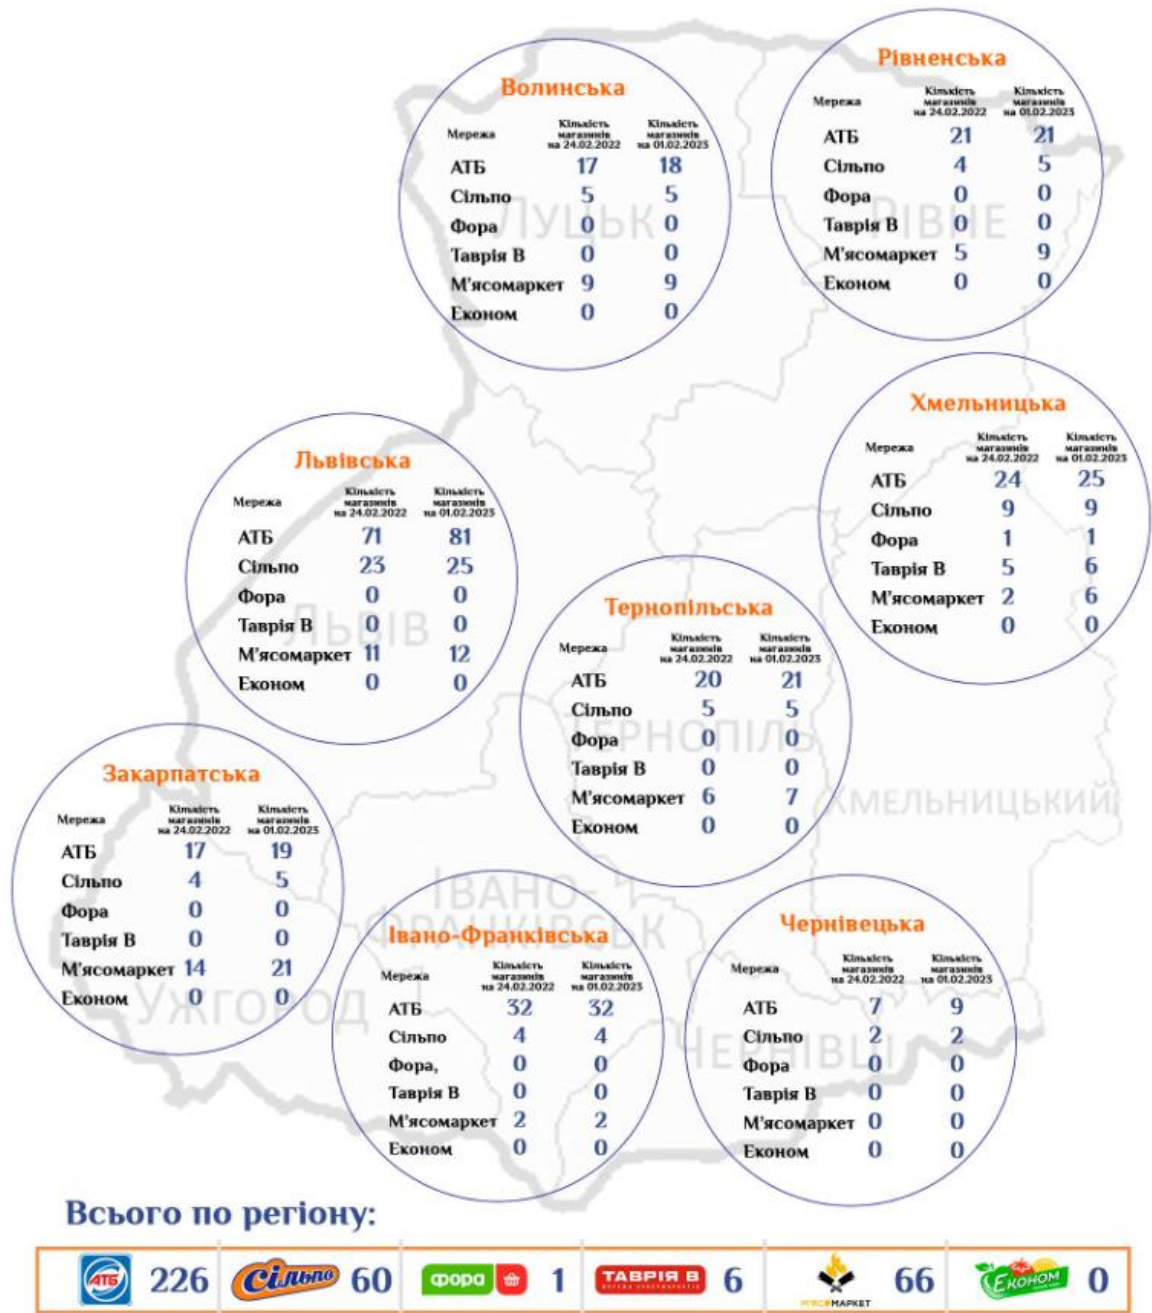 Волинська
Мережа Кількість магазинів на 24.02.2022 Кількість магазинів на 01.02.2023
АТБ 17 18
Сільпо 5 5
Фора 0 0
Таврія В 0 0
М'ясомаркет 9 9
Економ 0 0
Рівненська
Мережа Кількість магазинів на 24.02.2022 Кількість магазинів на 01.02.2023
АТБ 21 21
Сільпо 4 5
Фора 0 0
Таврія В 0 0
М'ясомаркет 5 9
Економ 0 0
ЛУЦЬК
РІВНЕ
Хмельницька
Мережа Кількість магазинів на 24.02.2022 Кількість магазинів на 01.02.2023
АТБ 24 25
Сільпо 9 9
Фора 1 1
Таврія В 5 6
М'ясомаркет 2 6
Економ 0 0
Львівська
Мережа Кількість магазинів на 24.02.2022 Кількість магазинів на 01.02.2023
АТБ 71 81
Сільпо 23 25
Фора 0 0
Таврія В 0 0
М'ясомаркет 11 12
Економ 0 0
ЛЬВІВ
Тернопільська
Мережа Кількість магазинів на 24.02.2022 Кількість магазинів на 01.02.2023
АТБ 20 21
Сільпо 5 5
Фора 0 0
Таврія В 0 0
М'ясомаркет 6 7
Економ 0 0
ТЕРНОПІЛЬ
ХМЕЛЬНИЦЬКИЙ
Закарпатська
Мережа Кількість магазинів на 24.02.2022 Кількість магазинів на 01.02.2023
АТБ 17 19
Сільпо 4 5
Фора 0 0
Таврія В 0 0
М'ясомаркет 14 21
Економ 0 0
УЖГОРОД
ІВАНО-
ФРАНКІВСЬК
Івано-Франківська
Мережа Кількість магазинів на 24.02.2022 Кількість магазинів на 01.02.2023
АТБ 32 32
Сільпо 4 4
Фора, 0 0
Таврія В 0 0
М'ясомаркет 2 2
Економ 0 0
Чернівецька
Мережа Кількість магазинів на 24.02.2022 Кількість магазинів на 01.02.2023
АТБ 7 9
Сільпо 2 2
Фора 0 0
Таврія В 0 0
М'ясомаркет 0 0
Економ 0 0
ЧЕРНІВЦІ
Всього по регіону:
АТБ 226 Сільпо 60 фора 1 ТАВРІЯ В 6 М'ЯСОМАРКЕТ 66 Економ 0